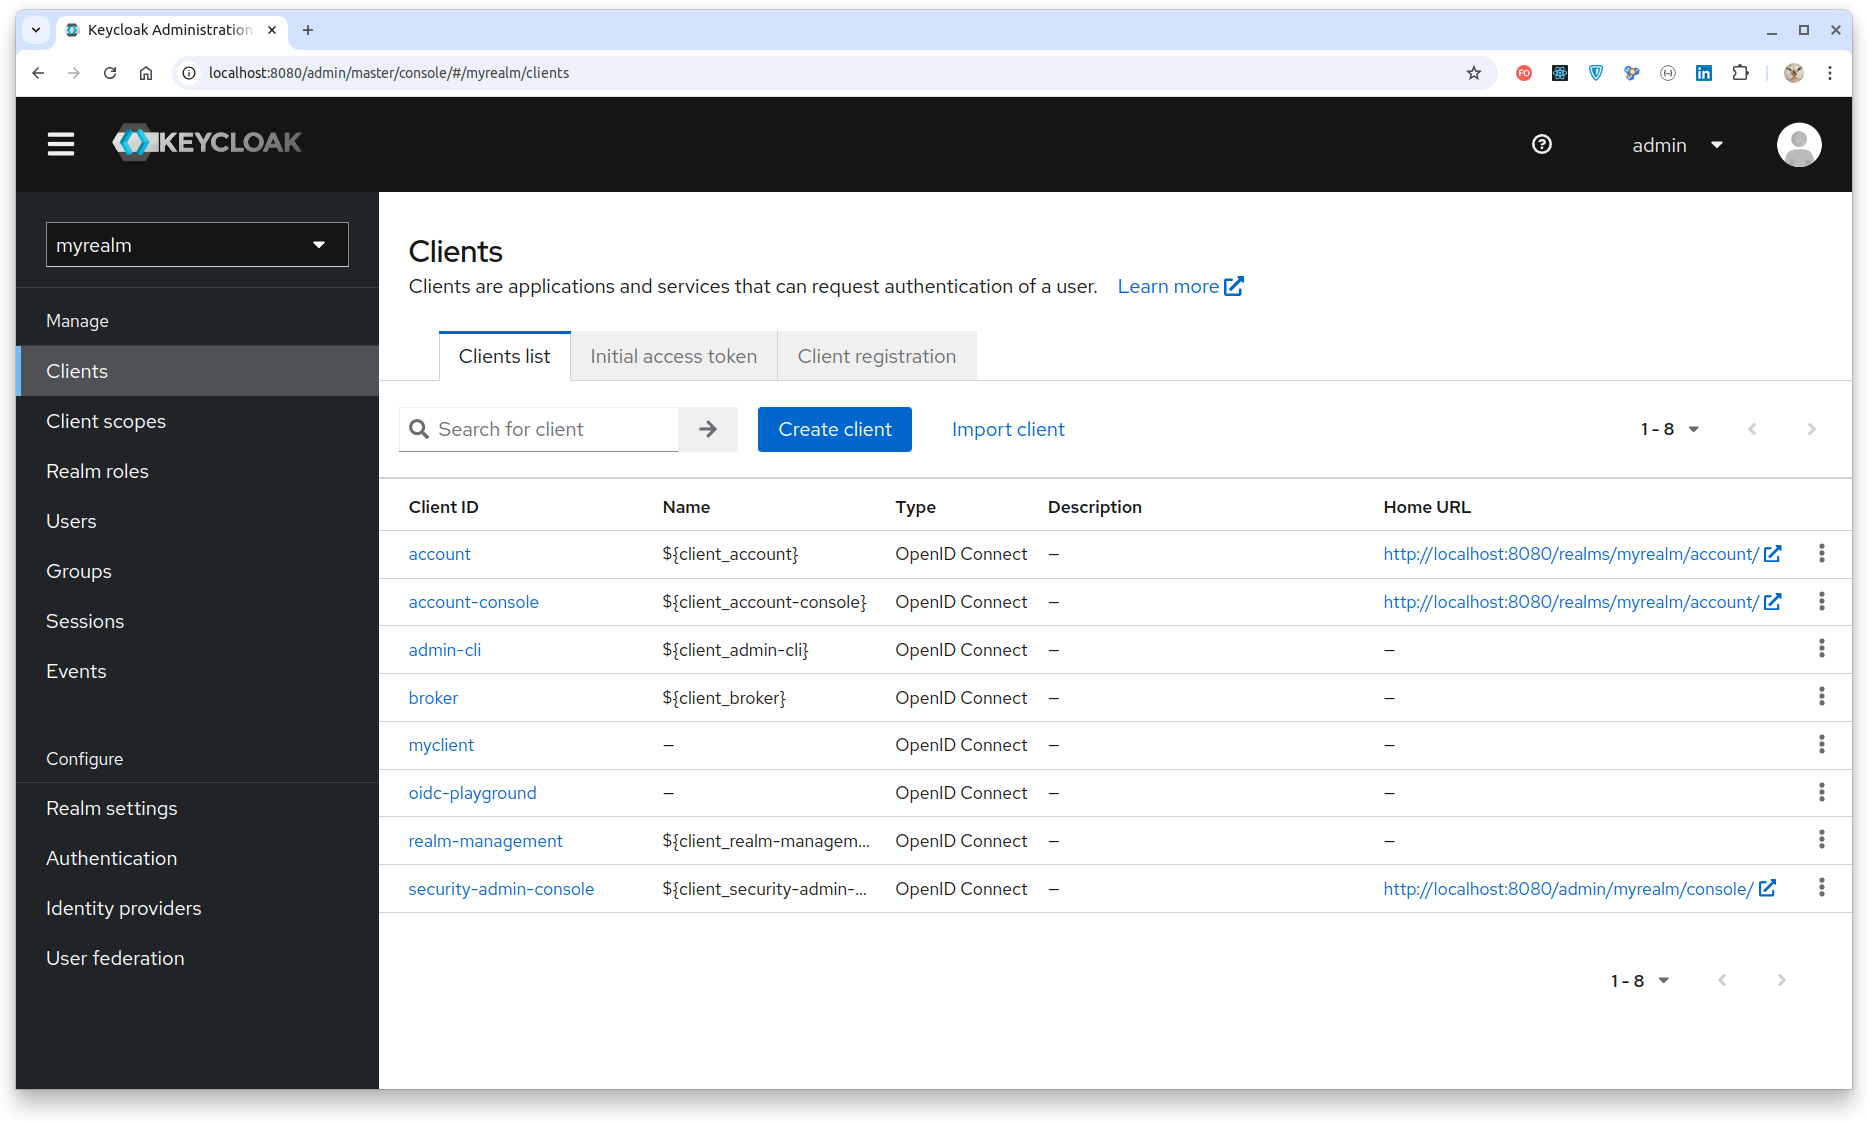 Keycloak Administration
localhost:8080/admin/master/console/#/myrealm/clients
FO
in
KEYCLOAK
admin
myrealm
Manage
Clients
Client scopes
Realm roles
Users
Groups
Sessions
Events
Configure
Realm settings
Authentication
Identity providers
User federation
Clients
Clients are applications and services that can request authentication of a user. Learn more
Clients list Initial access token Client registration
Search for client Create client Import client 1 - 8
Client ID Name Type Description Home URL
account ${client_account} OpenID Connect – http://localhost:8080/realms/myrealm/account/
account-console ${client_account-console} OpenID Connect – http://localhost:8080/realms/myrealm/account/
admin-cli ${client_admin-cli} OpenID Connect – –
broker ${client_broker} OpenID Connect – –
myclient – OpenID Connect – –
oidc-playground – OpenID Connect – –
realm-management ${client_realm-managem... OpenID Connect – –
security-admin-console ${client_security-admin-... OpenID Connect – http://localhost:8080/admin/myrealm/console/
1 - 8